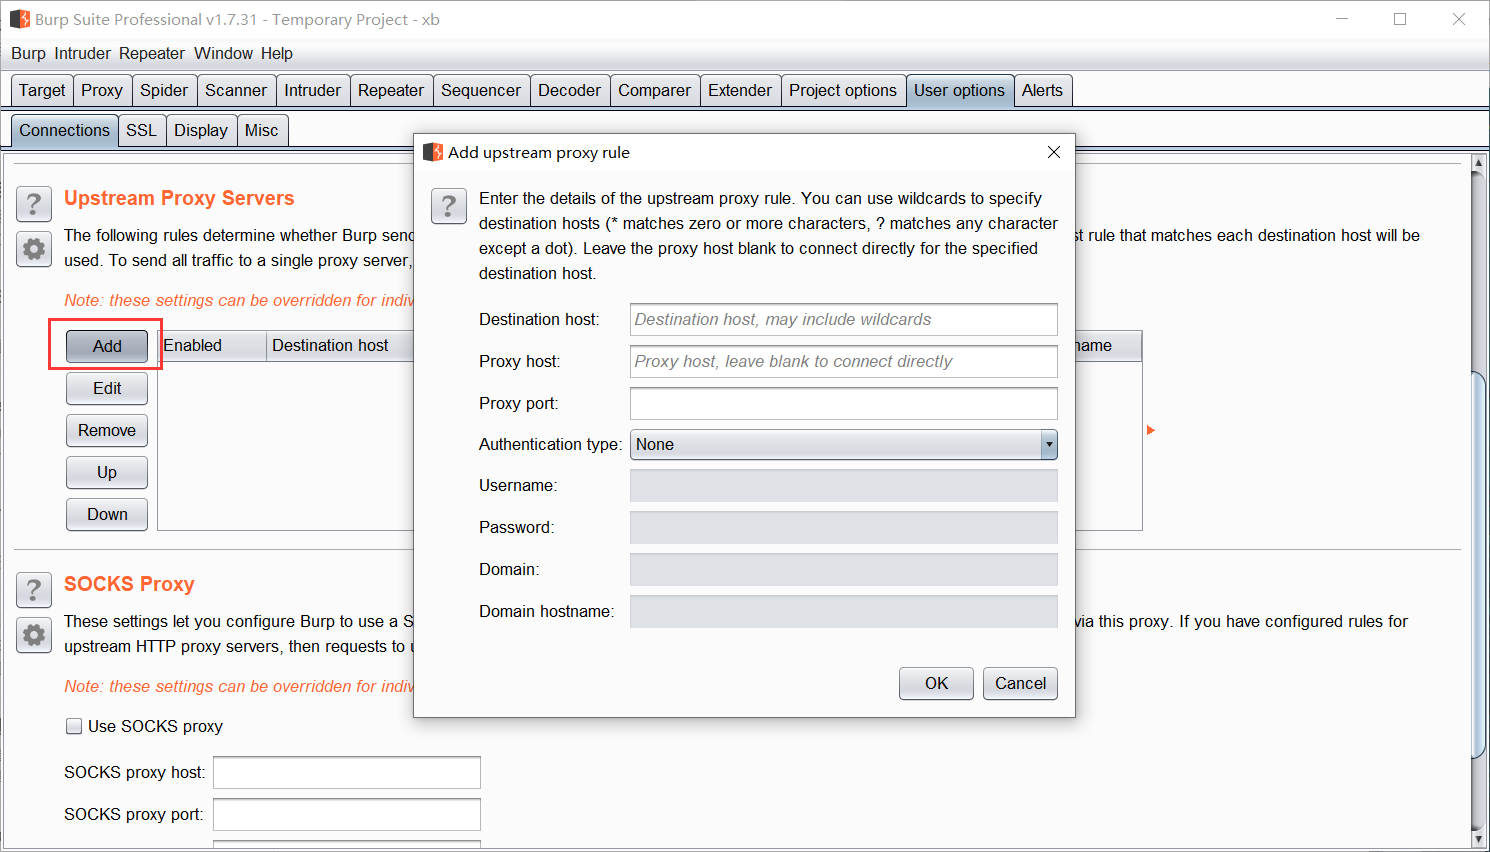 Burp Suite Professional v1.7.31 - Temporary Project - xb
Burp Intruder Repeater Window Help
Target Proxy Spider Scanner Intruder Repeater Sequencer Decoder Comparer Extender Project options User options Alerts
Connections SSL Display Misc
Upstream Proxy Servers
The following rules determine whether Burp send
st rule that matches each destination host will be
used. To send all traffic to a single proxy server,
Note: these settings can be overridden for indiv
Add
Enabled Destination host
name
Edit
Remove
Up
Down
Add upstream proxy rule
Enter the details of the upstream proxy rule. You can use wildcards to specify
destination hosts (* matches zero or more characters, ? matches any character
except a dot). Leave the proxy host blank to connect directly for the specified
destination host.
Destination host: Destination host, may include wildcards
Proxy host: Proxy host, leave blank to connect directly
Proxy port:
Authentication type: None
Username:
Password:
Domain:
Domain hostname:
OK Cancel
SOCKS Proxy
These settings let you configure Burp to use a S
via this proxy. If you have configured rules for
upstream HTTP proxy servers, then requests to u
Note: these settings can be overridden for indiv
Use SOCKS proxy
SOCKS proxy host:
SOCKS proxy port: